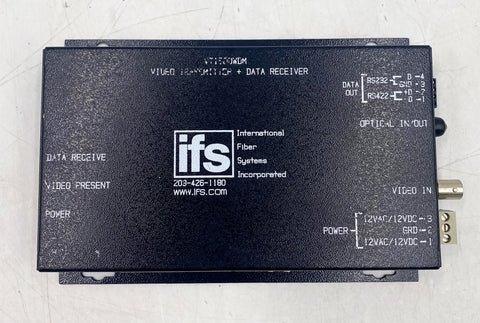 VT1500WDM
VIDEO TRANSMITTER + DATA RECEIVER
DATA OUT
RS232
RS422
D -4
GND -3
+D -2
-D -1
OPTICAL IN/OUT
ifs
International
Fiber
Systems
Incorporated
203-426-1180
www.IFS.COM
DATA RECEIVE
VIDEO PRESENT
POWER
VIDEO IN
POWER
12VAC/12VDC -3
GRD -2
12VAC/12VDC -1